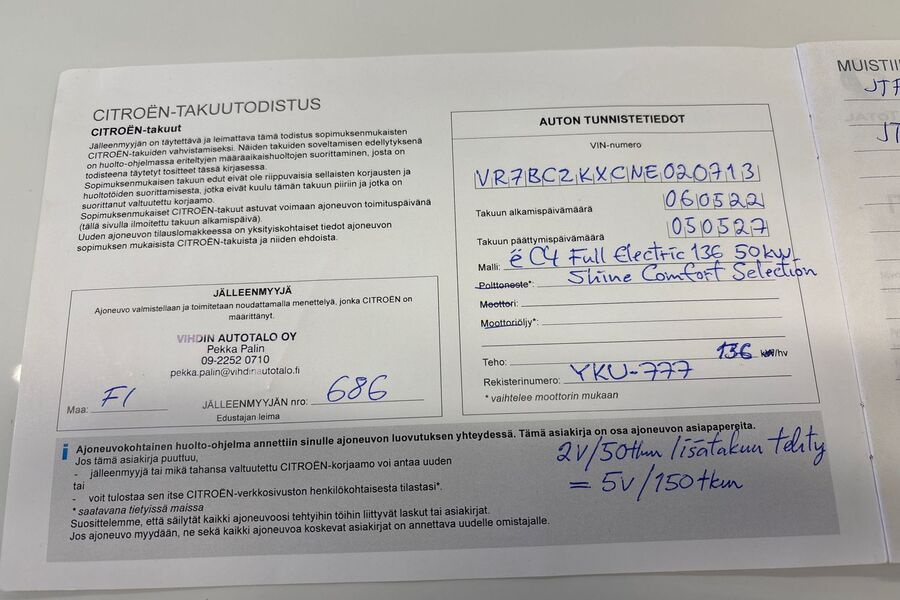 CITROËN-TAKUUTODISTUS
CITROËN-takuut
Jälleenmyyjän on täytettävä ja leimattava tämä todistus sopimuksenmukaisten
CITROËN-takuiden vahvistamiseksi. Näiden takuiden soveltamisen edellytyksenä
on huolto-ohjelmassa eriteltyjen määräaikaishuoltojen suorittaminen, josta on
todisteena täytetyt tositteet tässä kirjasessa.
Sopimuksenmukaisen takuun edut eivät ole riippuvaisia sellaisten korjausten ja
huoltotöiden suorittamisesta, jotka eivät kuulu tämän takuun piiriin ja jotka on
suorittanut valtuutettu korjaamo.
Sopimuksenmukaiset CITROËN-takuut astuvat voimaan ajoneuvon toimituspäivänä
(tällä sivulla ilmoitettu takuun alkamispäivä).
Uuden ajoneuvon tilauslomakkeessa on yksityiskohtaiset tiedot ajoneuvon
sopimuksen mukaisista CITROËN-takuista ja niiden ehdoista.
JÄLLEENMYYJÄ
Ajoneuvo valmistellaan ja toimitetaan noudattamalla menettelyä, jonka CITROËN on
määrittänyt.
VIHDIN AUTOTALO OY
Pekka Palin
09-2252 0710
pekka.palin@vihdinautotalo.fi
Maa: FI JÄLLEENMYYJÄN nro: 686
Edustajan leima
AUTON TUNNISTETIEDOT
VIN-numero
VR7BCZKXCNE020713
Takuun alkamispäivämäärä 060522
Takuun päättymispäivämäärä 050527
Malli: ëC4 Full Electric 136 50kw
Polttoneste*: Shine Comfort Selection
Moottori:
Moottoriöljy*:
Teho: 136 kW/hv
Rekisterinumero: YKU-777
* vaihtelee moottorin mukaan
Ajoneuvokohtainen huolto-ohjelma annettiin sinulle ajoneuvon luovutuksen yhteydessä. Tämä asiakirja on osa ajoneuvon asiapapereita.
Jos tämä asiakirja puuttuu,
- jälleenmyyjä tai mikä tahansa valtuutettu CITROËN-korjaamo voi antaa uuden
tai
- voit tulostaa sen itse CITROËN-verkkosivuston henkilökohtaisesta tilastasi*.
* saatavana tietyissä maissa
Suosittelemme, että säilytät kaikki ajoneuvoosi tehtyihin töihin liittyvät laskut tai asiakirjat.
Jos ajoneuvo myydään, ne sekä kaikki ajoneuvoa koskevat asiakirjat on annettava uudelle omistajalle.
2v/50tkm lisätakuu tehty
= 5v/150tkm